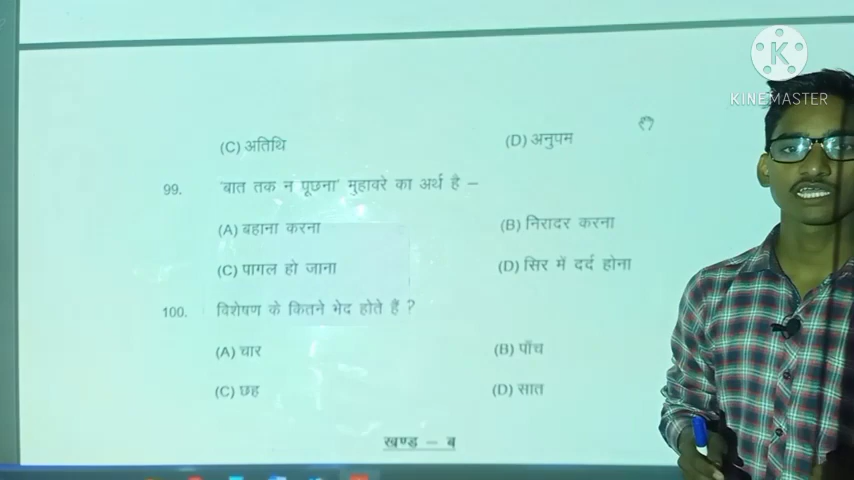 K
KINEMASTER
(C) अतिथि (D) अनुपम
99. 'बात तक न पूछना' मुहावरे का अर्थ है –
(A) बहाना करना (B) निरादर करना
(C) पागल हो जाना (D) सिर में दर्द होना
100. विशेषण के कितने भेद होते हैं ?
(A) चार (B) पाँच
(C) छह (D) सात
खण्ड – ब